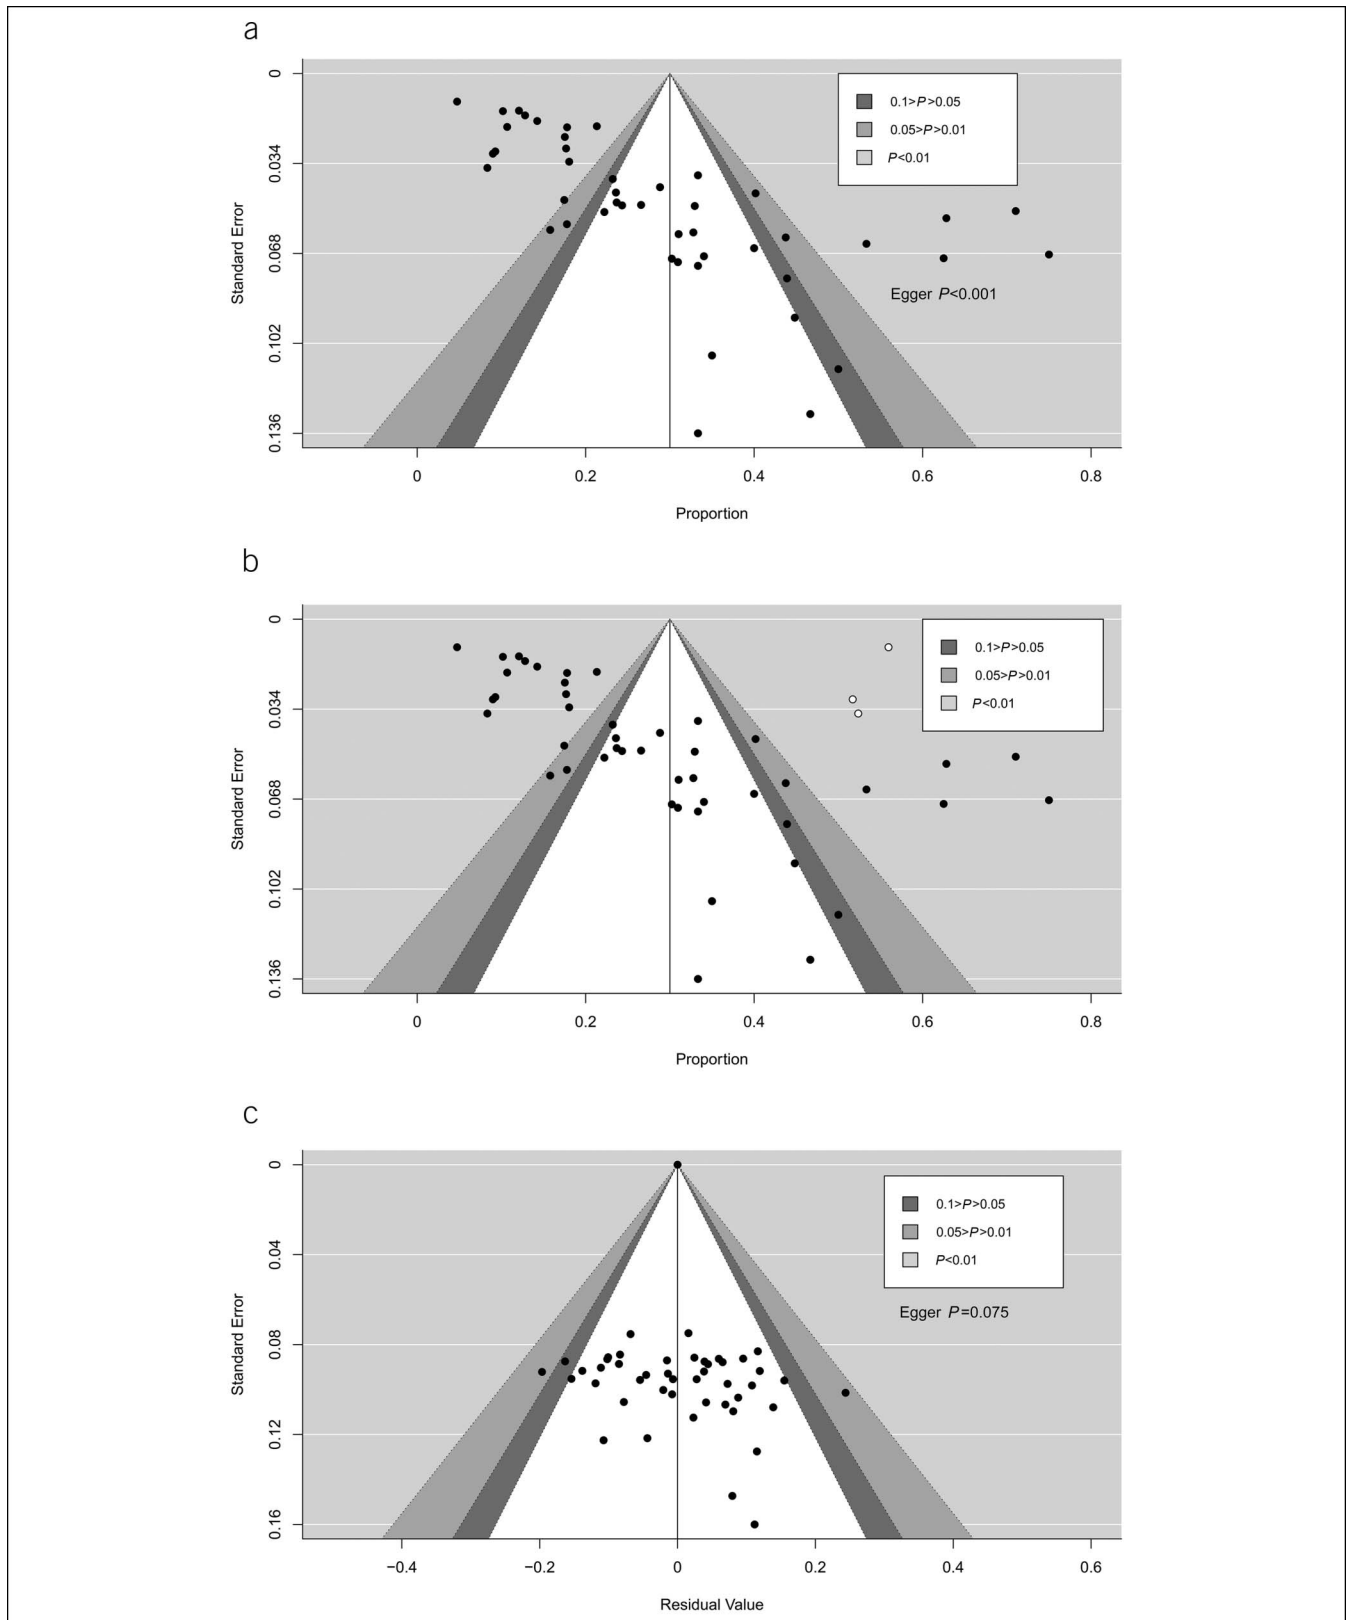 a
0
0.034
0.068
0.102
0.136
Standard Error
0.1>P>0.05
0.05>P>0.01
P<0.01
Egger P<0.001
0
0.2
0.4
0.6
0.8
Proportion
b
0
0.034
0.068
0.102
0.136
Standard Error
0.1>P>0.05
0.05>P>0.01
P<0.01
0
0.2
0.4
0.6
0.8
Proportion
c
0
0.04
0.08
0.12
0.16
Standard Error
0.1>P>0.05
0.05>P>0.01
P<0.01
Egger P=0.075
−0.4
−0.2
0
0.2
0.4
0.6
Residual Value